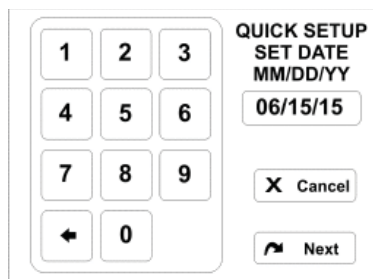 1 2 3
4 5 6
7 8 9
0
QUICK SETUP
SET DATE
MM/DD/YY
06/15/15
X Cancel
Next